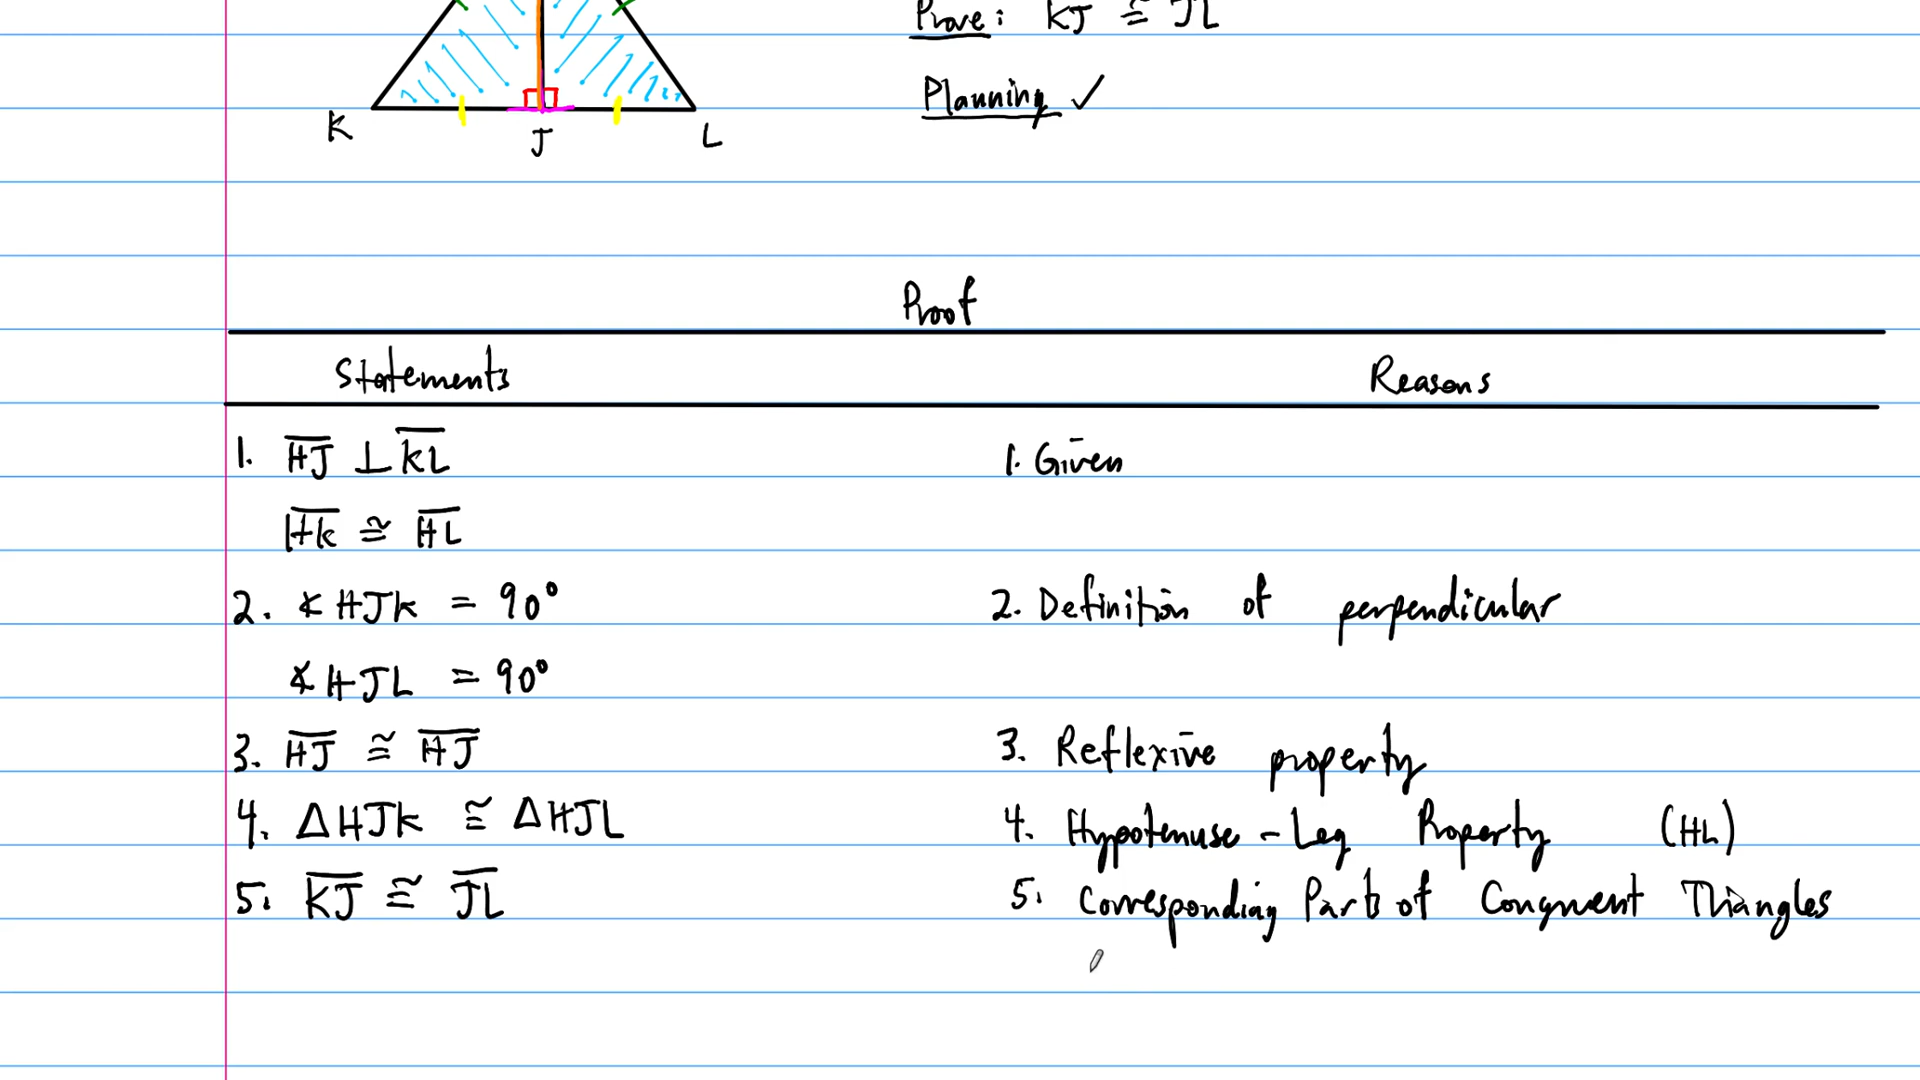 Prove: KJ ≅ JL
Planning ✓
K
J
L
Proof
Statements Reasons
1. HJ ⊥ KL 1. Given
HK ≅ HL
2. ∡ HJK = 90° 2. Definition of perpendicular
∡ HJL = 90°
3. HJ ≅ HJ 3. Reflexive property
4. ΔHJK ≅ ΔHJL 4. Hypotenuse - Leg Property (HL)
5. KJ ≅ JL 5. Corresponding Parts of Congruent Triangles